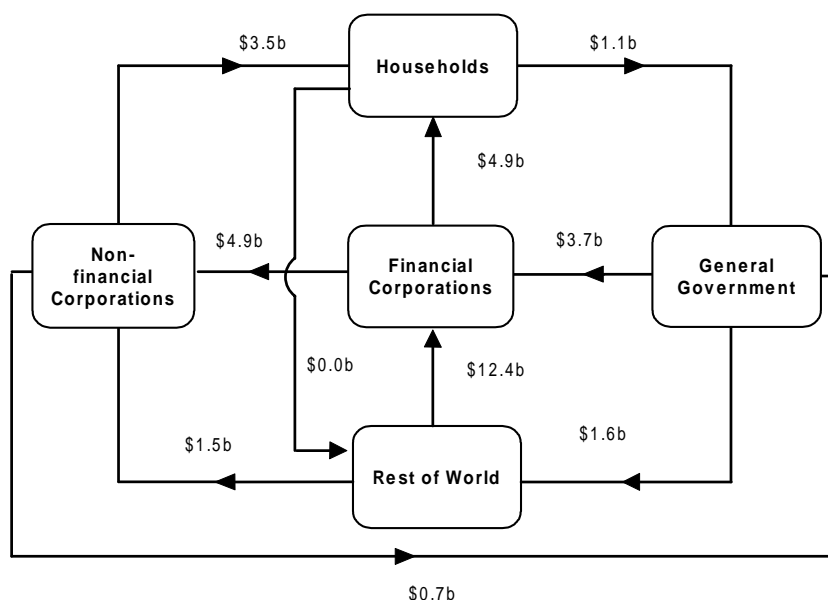 $3.5b
$1.1b
Households
$4.9b
$4.9b
$3.7b
Non-
financial
Corporations
Financial
Corporations
General
Government
$0.0b
$12.4b
$1.5b
$1.6b
Rest of World
$0.7b